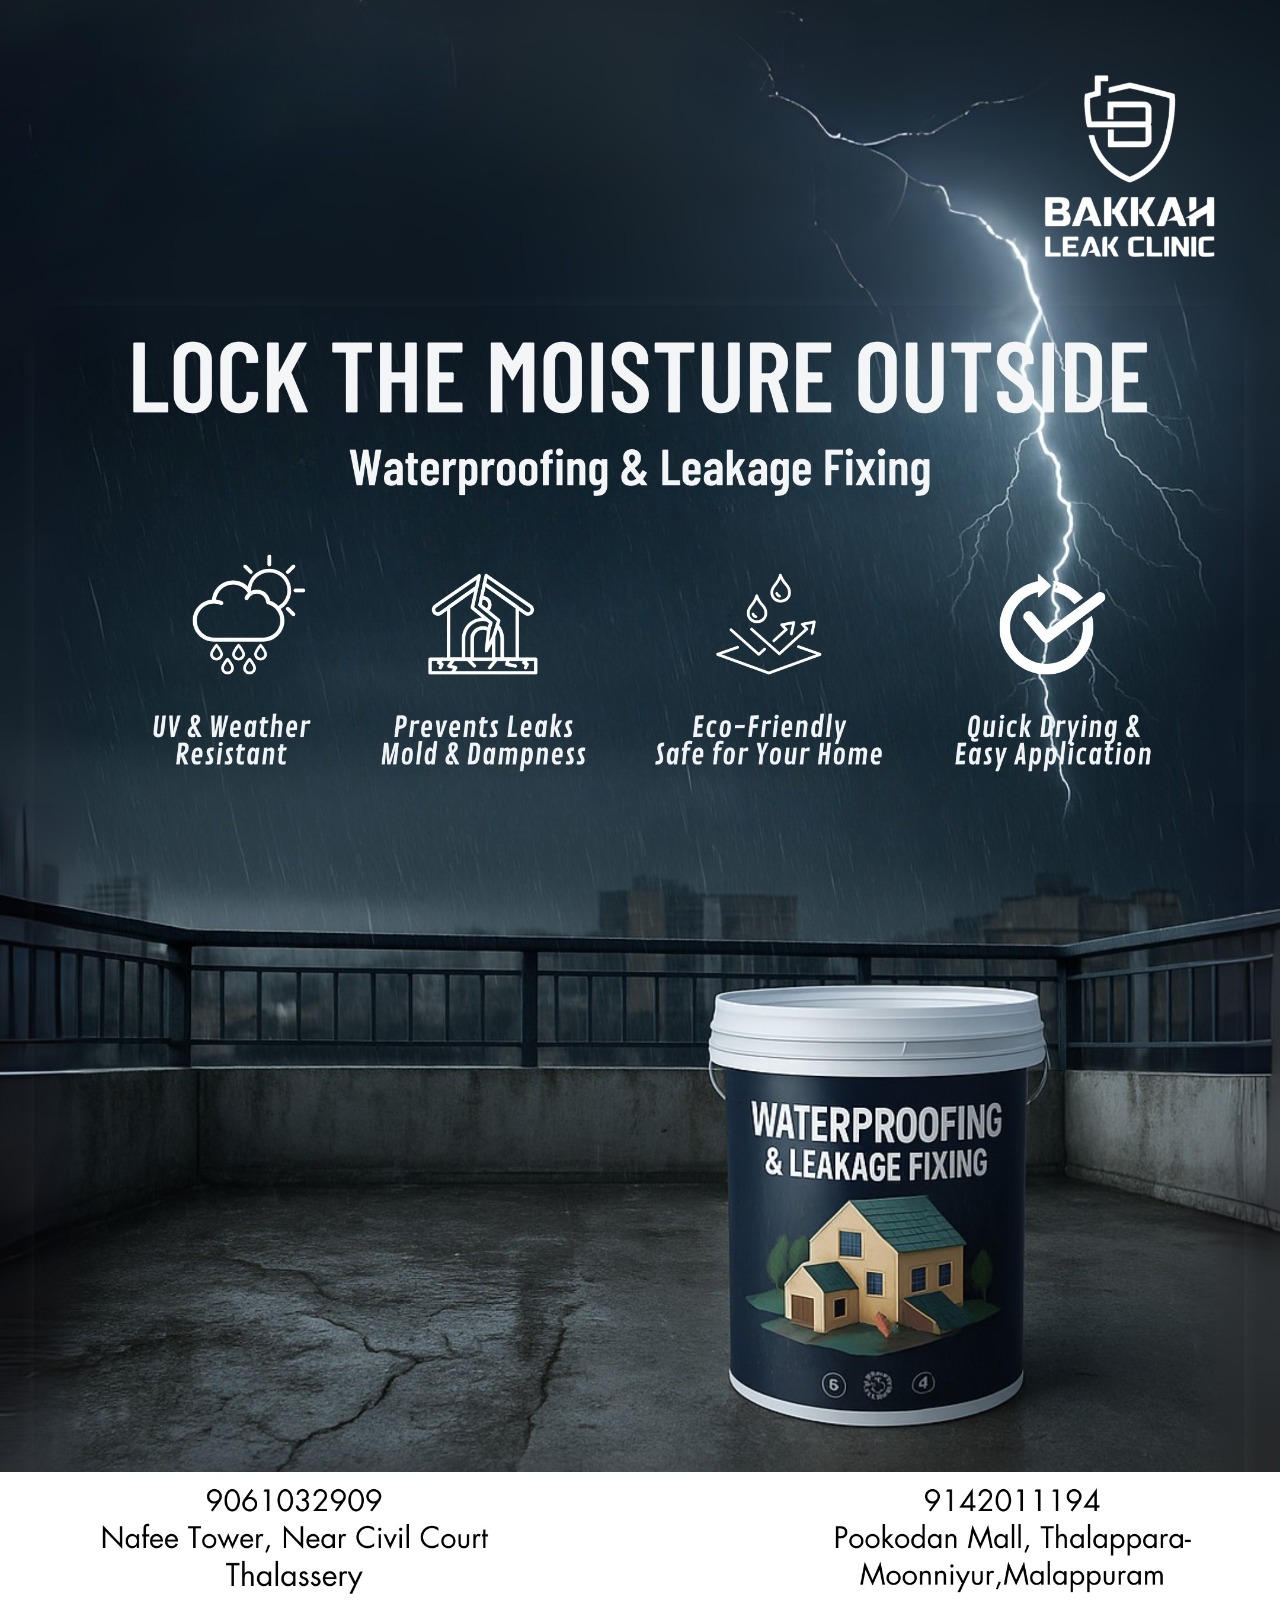 BAKKAH
LEAK CLINIC
LOCK THE MOISTURE OUTSIDE
Waterproofing & Leakage Fixing
UV & Weather
Resistant
Prevents Leaks
Mold & Dampness
Eco-Friendly
Safe for Your Home
Quick Drying &
Easy Application
WATERPROOFING
& LEAKAGE FIXING
6
4
9061032909
Nafee Tower, Near Civil Court
Thalassery
9142011194
Pookodan Mall, Thalappara-
Moonniyur,Malappuram